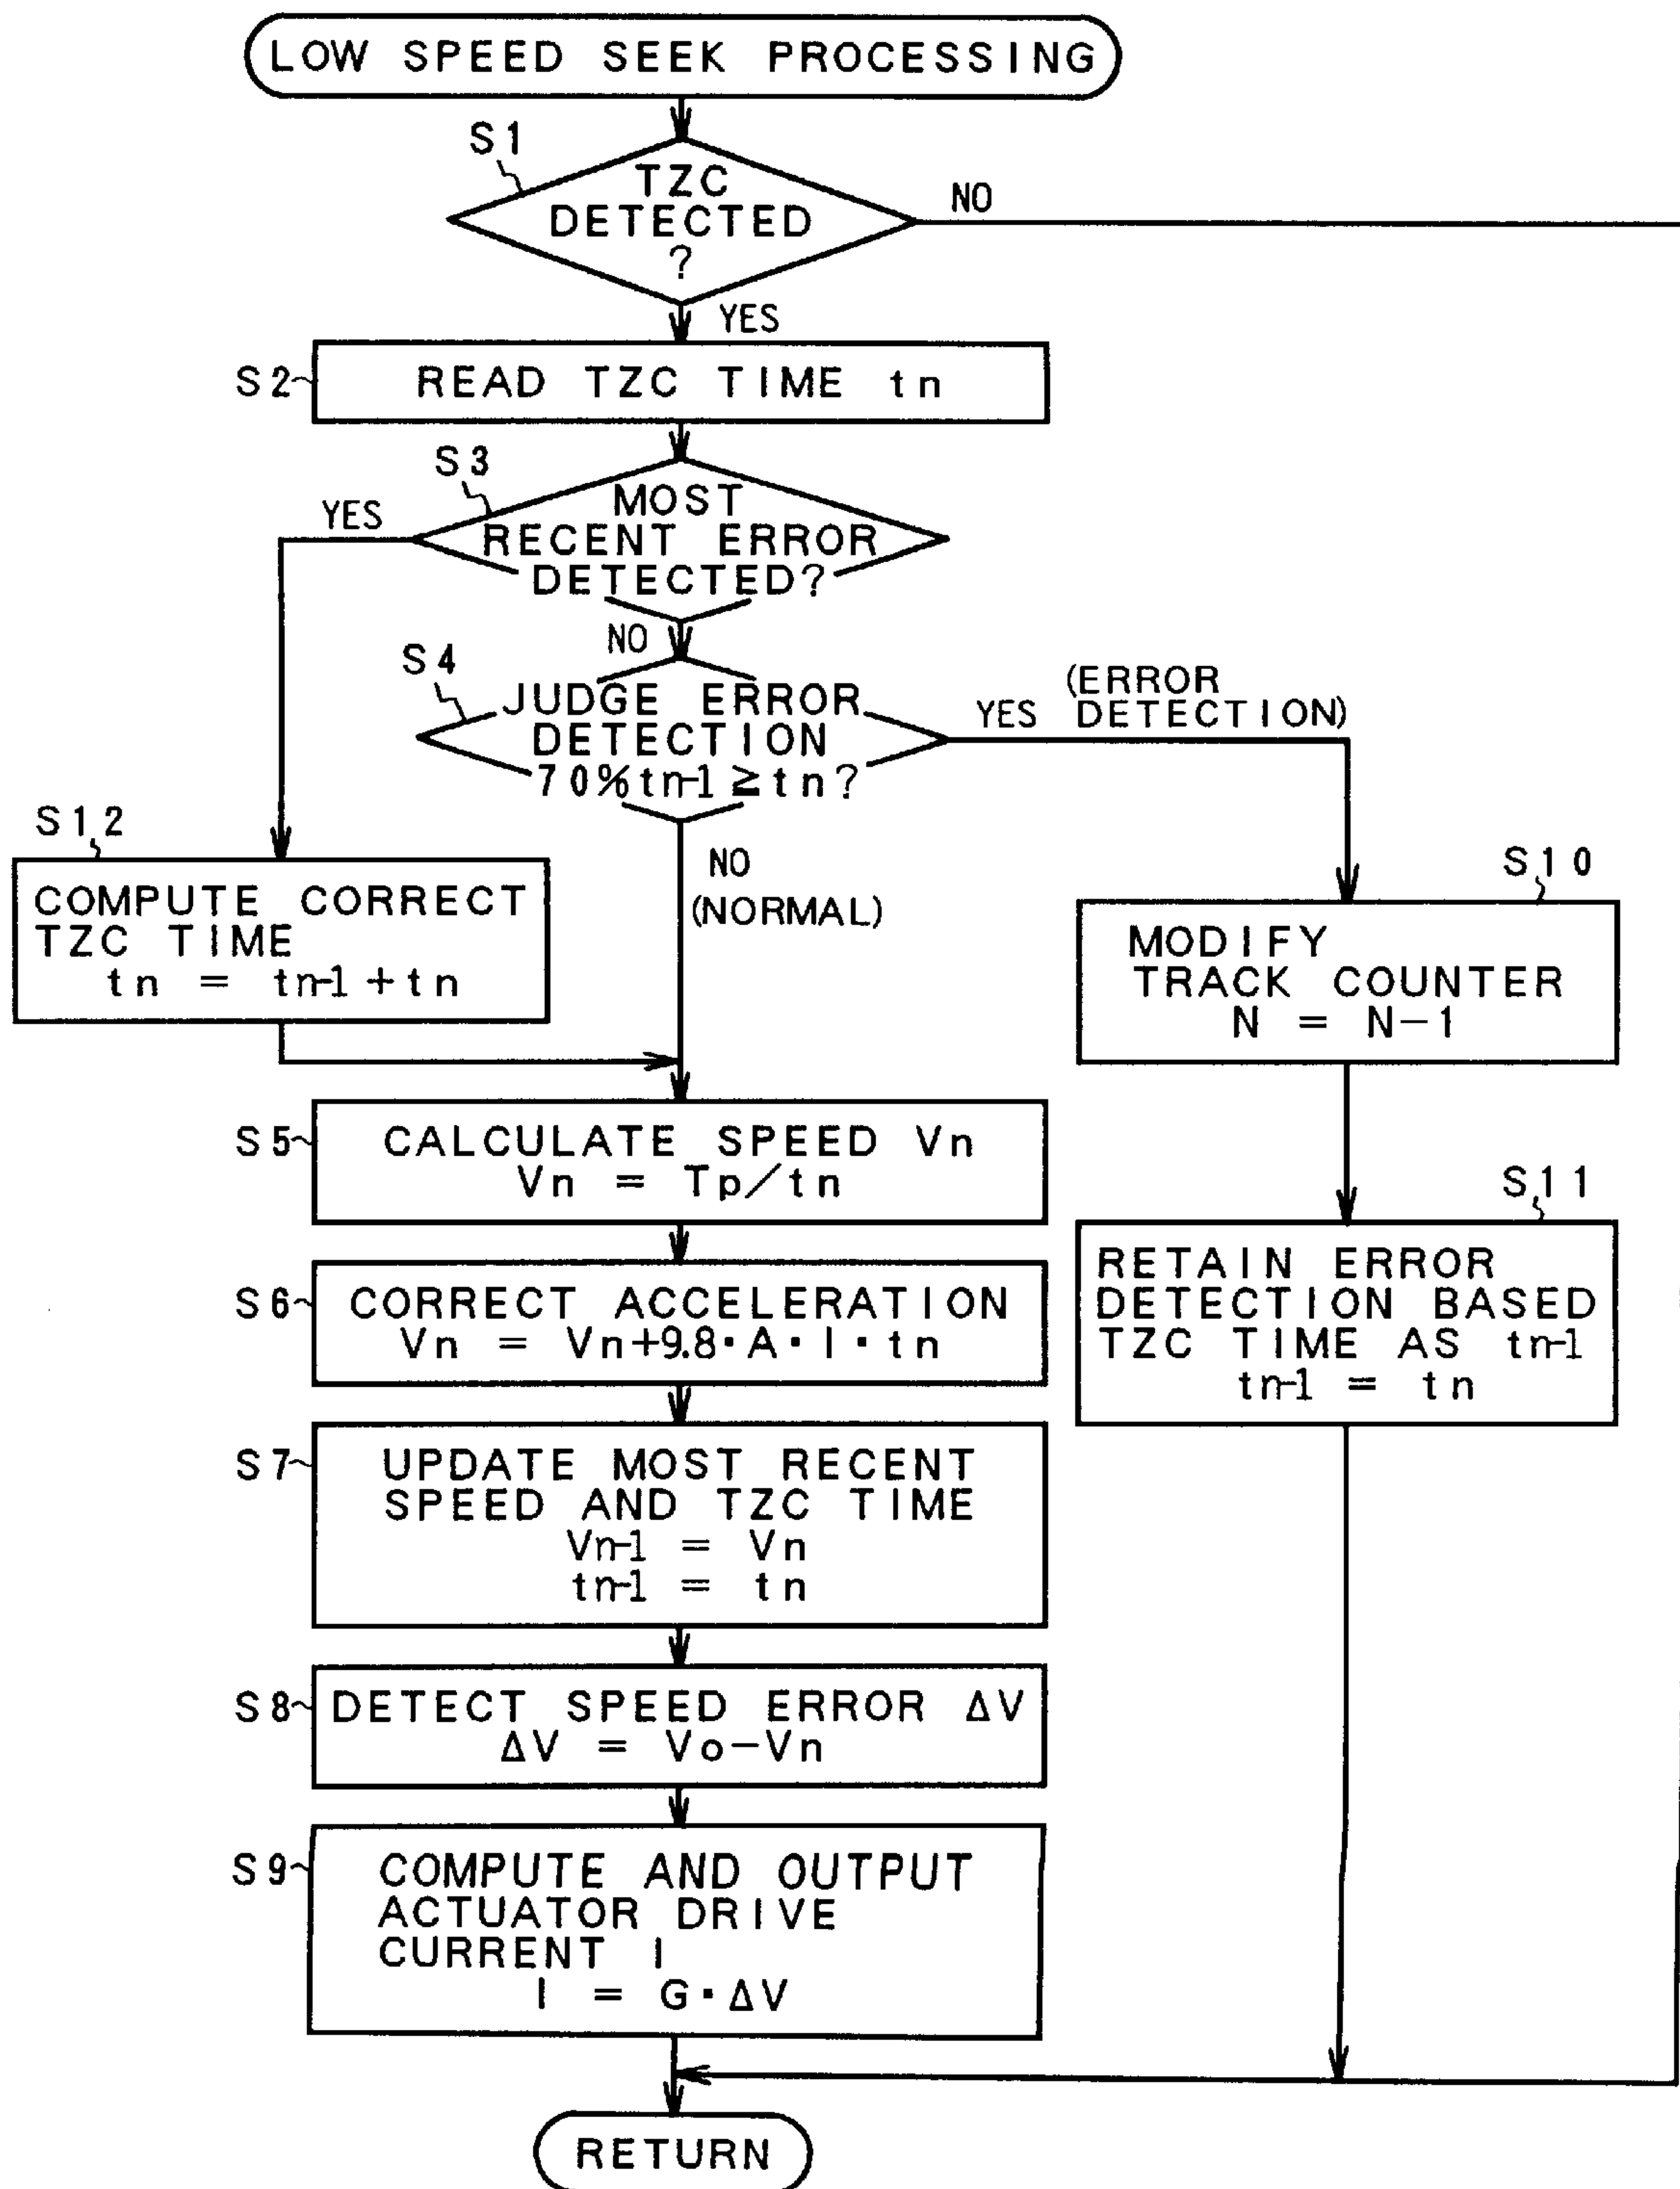 LOW SPEED SEEK PROCESSING
S1
TZC
DETECTED
?
NO
YES
S2
READ TZC TIME tn
S3
MOST
RECENT ERROR
DETECTED?
YES
NO
S4
JUDGE ERROR
DETECTION
70%tn-1≧tn?
YES (ERROR
DETECTION)
NO
(NORMAL)
S12
COMPUTE CORRECT
TZC TIME
tn = tn-1+tn
S10
MODIFY
TRACK COUNTER
N = N-1
S5
CALCULATE SPEED Vn
Vn = Tp/tn
S11
RETAIN ERROR
DETECTION BASED
TZC TIME AS tn-1
tn-1 = tn
S6
CORRECT ACCELERATION
Vn = Vn+9.8·A·I·tn
S7
UPDATE MOST RECENT
SPEED AND TZC TIME
Vn-1 = Vn
tn-1 = tn
S8
DETECT SPEED ERROR ΔV
ΔV = Vo-Vn
S9
COMPUTE AND OUTPUT
ACTUATOR DRIVE
CURRENT I
I = G·ΔV
RETURN